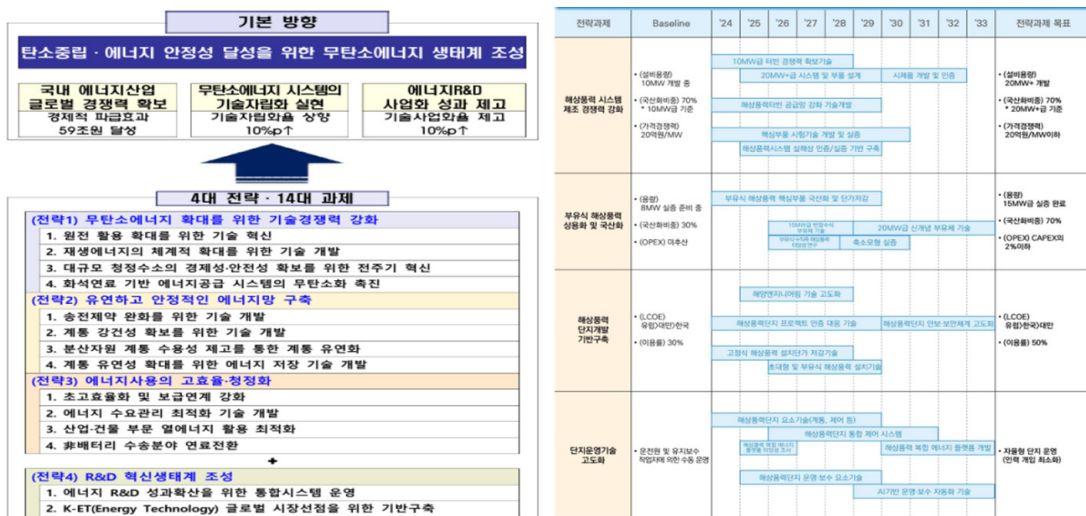 기본 방향
탄소중립·에너지 안정성 달성을 위한 무탄소에너지 생태계 조성
국내 에너지산업
글로벌 경쟁력 확보
경제적 파급효과
59조원 달성
무탄소에너지 시스템의
기술자립화 실현
기술자립화율 상향
10%p↑
에너지R&D
사업화 성과 제고
기술사업화율 제고
10%p↑
4대 전략·14대 과제
(전략1) 무탄소에너지 확대를 위한 기술경쟁력 강화
1. 원전 활용 확대를 위한 기술 혁신
2. 재생에너지의 체계적 확대를 위한 기술 개발
3. 대규모 청정수소의 경제성·안전성 확보를 위한 전주기 혁신
4. 화석연료 기반 에너지공급 시스템의 무탄소화 촉진
(전략2) 유연하고 안정적인 에너지망 구축
1. 송전제약 완화를 위한 기술 개발
2. 계통 강건성 확보를 위한 기술 개발
3. 분산자원 계통 수용성 제고를 통한 계통 유연화
4. 계통 유연성 확대를 위한 에너지 저장 기술 개발
(전략3) 에너지사용의 고효율·청정화
1. 초고효율화 및 보급연계 강화
2. 에너지 수요관리 최적화 기술 개발
3. 산업·건물 부문 열에너지 활용 최적화
4. 非배터리 수송분야 연료전환
+
(전략4) R&D 혁신생태계 조성
1. 에너지 R&D 성과확산을 위한 통합시스템 운영
2. K-ET(Energy Technology) 글로벌 시장선점을 위한 기반구축
전략과제 Baseline '24 '25 '26 '27 '28 '29 '30 '31 '32 '33 전략과제 목표
해상풍력 시스템
제조 경쟁력 강화
• (설비용량)
10MW 개발 중
• (국산화비중) 70%
* 10MW급 기준
• (가격경쟁력)
20억원/MW
10MW급 터빈 경쟁력 확보기술
20MW+급 시스템 및 부품 설계
시제품 개발 및 인증
해상풍력터빈 공급망 강화 기술개발
핵심부품 시험기술 개발 및 실증
해상풍력시스템 실해상 인증/실증 기반 구축
• (설비용량)
20MW+ 개발
• (국산화비중) 70%
* 20MW+급 기준
• (가격경쟁력)
20억원/MW이하
부유식 해상풍력
상용화 및 국산화
• (용량)
8MW 실증 준비 중
• (국산화비중) 30%
• (OPEX) 미추산
부유식 해상풍력 핵심부품 국산화 및 단가저감
15MW급 반잠수식
부유체 기술
20MW급 신개념 부유체 기술
축소모형 실증
• (용량)
15MW급 실증 완료
• (국산화비중) 70%
• (OPEX) CAPEX의
2%이하
해상풍력
단지개발
기반구축
• (LCOE)
유럽>대만>한국
• (이용률) 30%
해양엔지니어링 기술 고도화
해상풍력단지 프로젝트 인증 대응 기술
해상풍력단지 안보·보안체계 고도화
고정식 해상풍력 설치단가 저감기술
초대형 및 부유식 해상풍력 설치기술
• (LCOE)
유럽>한국>대만
• (이용률) 50%
단지운영기술
고도화
• 운전원 및 유지보수
작업자에 의한 수동 운영
해상풍력단지 요소기술(계통, 제어 등)
해상풍력단지 통합 제어 시스템
해상풍력 복합 에너지
플랫폼 타당성 조사
해상풍력 복합 에너지 플랫폼 개발
해상풍력단지 운영 보수 요소기술
AI기반 운영 보수 자동화 기술
• 자율형 단지 운영
(인력 개입 최소화)